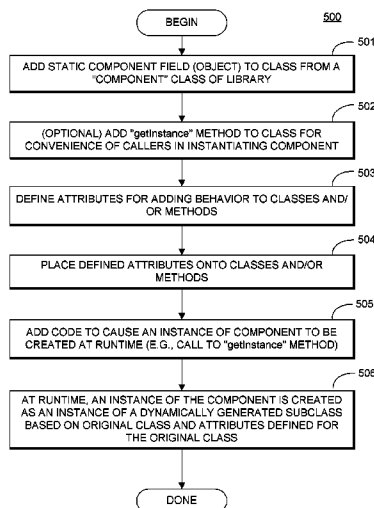 BEGIN
500
501
ADD STATIC COMPONENT FIELD (OBJECT) TO CLASS FROM A
"COMPONENT" CLASS OF LIBRARY
502
(OPTIONAL) ADD "getInstance" METHOD TO CLASS FOR
CONVENIENCE OF CALLERS IN INSTANTIATING COMPONENT
503
DEFINE ATTRIBUTES FOR ADDING BEHAVIOR TO CLASSES AND/
OR METHODS
504
PLACE DEFINED ATTRIBUTES ONTO CLASSES AND/OR
METHODS
505
ADD CODE TO CAUSE AN INSTANCE OF COMPONENT TO BE
CREATED AT RUNTIME (E.G., CALL TO "getInstance" METHOD)
506
AT RUNTIME, AN INSTANCE OF THE COMPONENT IS CREATED
AS AN INSTANCE OF A DYNAMICALLY GENERATED SUBCLASS
BASED ON ORIGINAL CLASS AND ATTRIBUTES DEFINED FOR
THE ORIGINAL CLASS
DONE